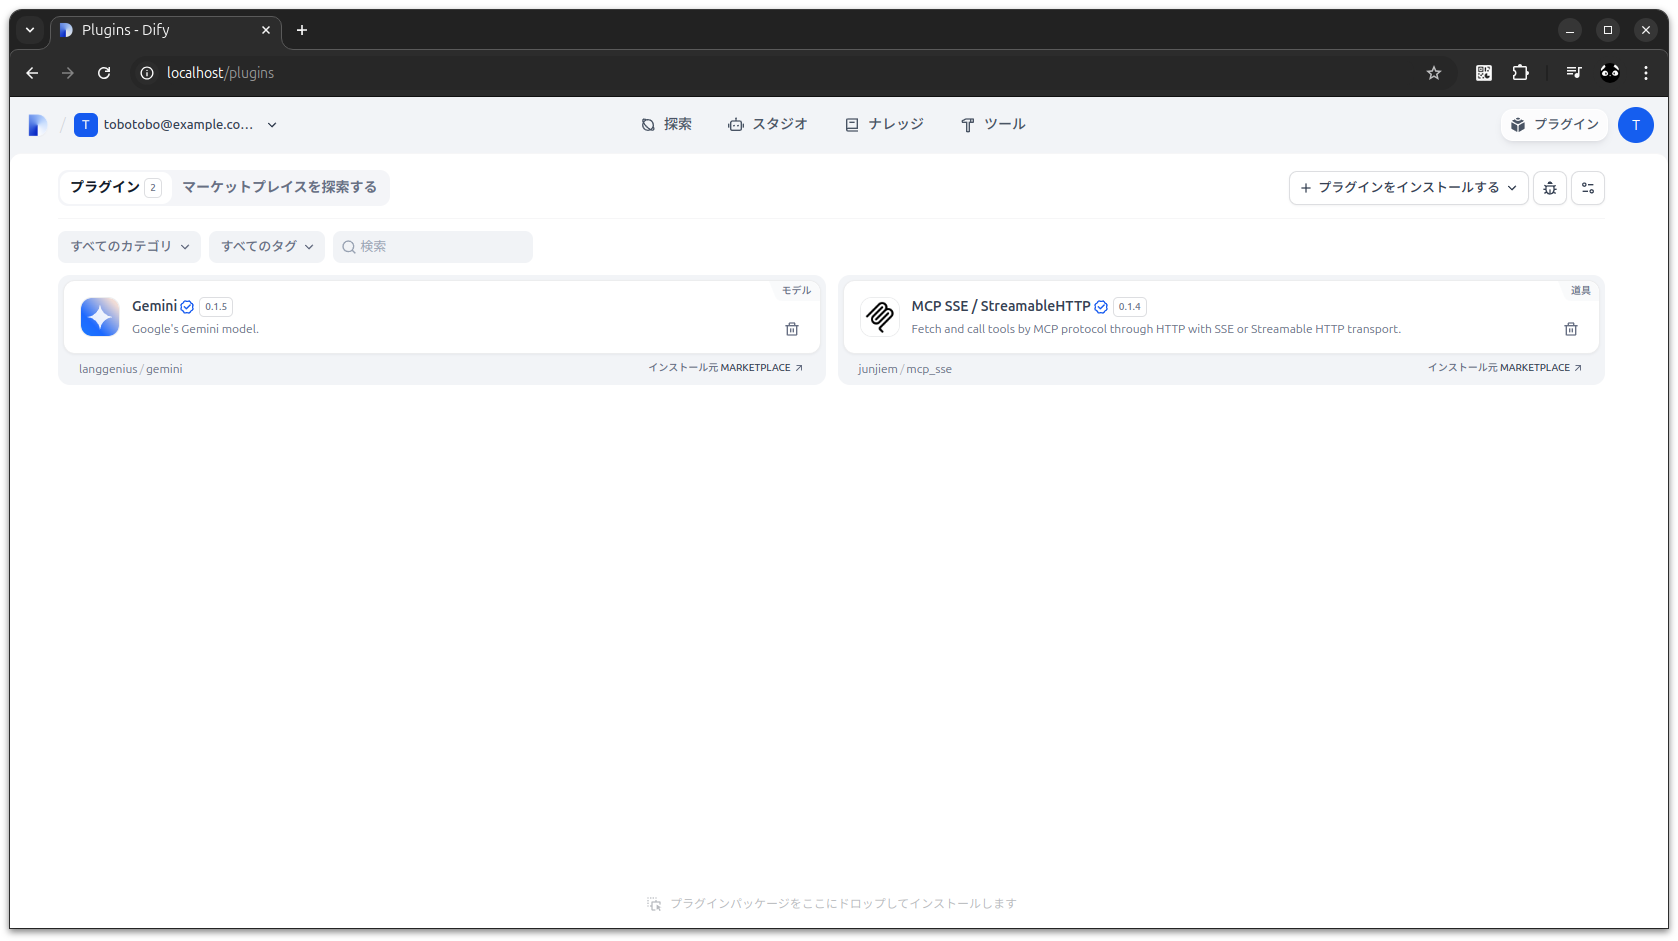 Plugins - Dify
localhost/plugins
/ T tobotobo@example.co...
探索 スタジオ ナレッジ ツール
プラグイン T
プラグイン 2 マーケットプレイスを探索する
+ プラグインをインストールする
すべてのカテゴリ すべてのタグ 検索
モデル
Gemini 0.1.5
Google's Gemini model.
langgenius / gemini インストール元 MARKETPLACE
道具
MCP SSE / StreamableHTTP 0.1.4
Fetch and call tools by MCP protocol through HTTP with SSE or Streamable HTTP transport.
junjiem / mcp_sse インストール元 MARKETPLACE
プラグインパッケージをここにドロップしてインストールします